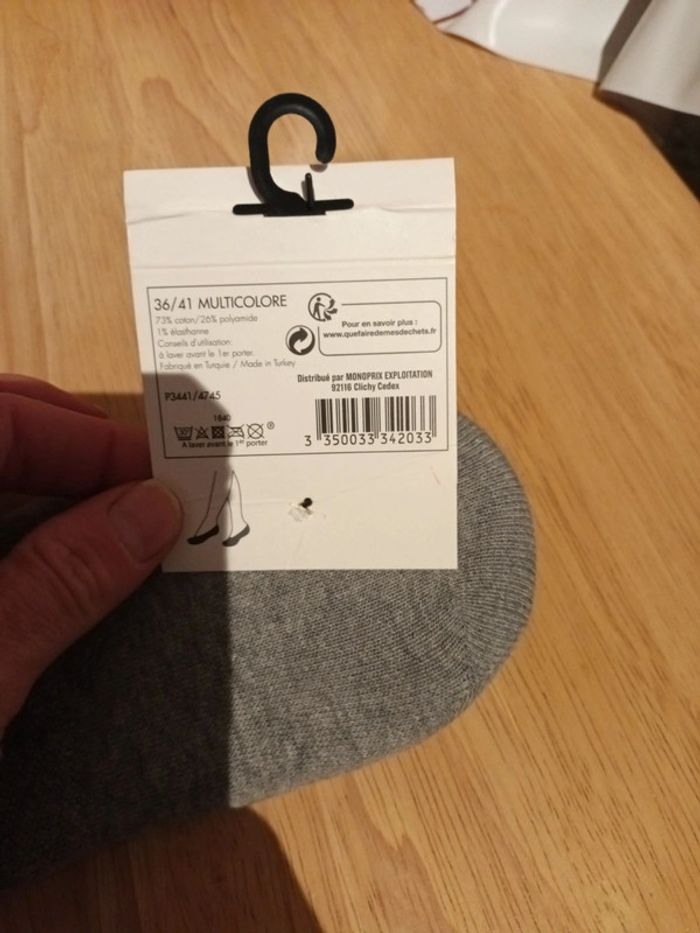 36/41 MULTICOLORE
73% coton/26% polyamide
1% élasthanne
Conseils d'utilisation:
à laver avant le 1er porter.
Fabriqué en Turquie / Made in Turkey
Pour en savoir plus :
www.quefairedemesdechets.fr
Distribué par MONOPRIX EXPLOITATION
92116 Clichy Cedex
P3441/4745
1640
A laver avant le 1er porter
3 350033 342033